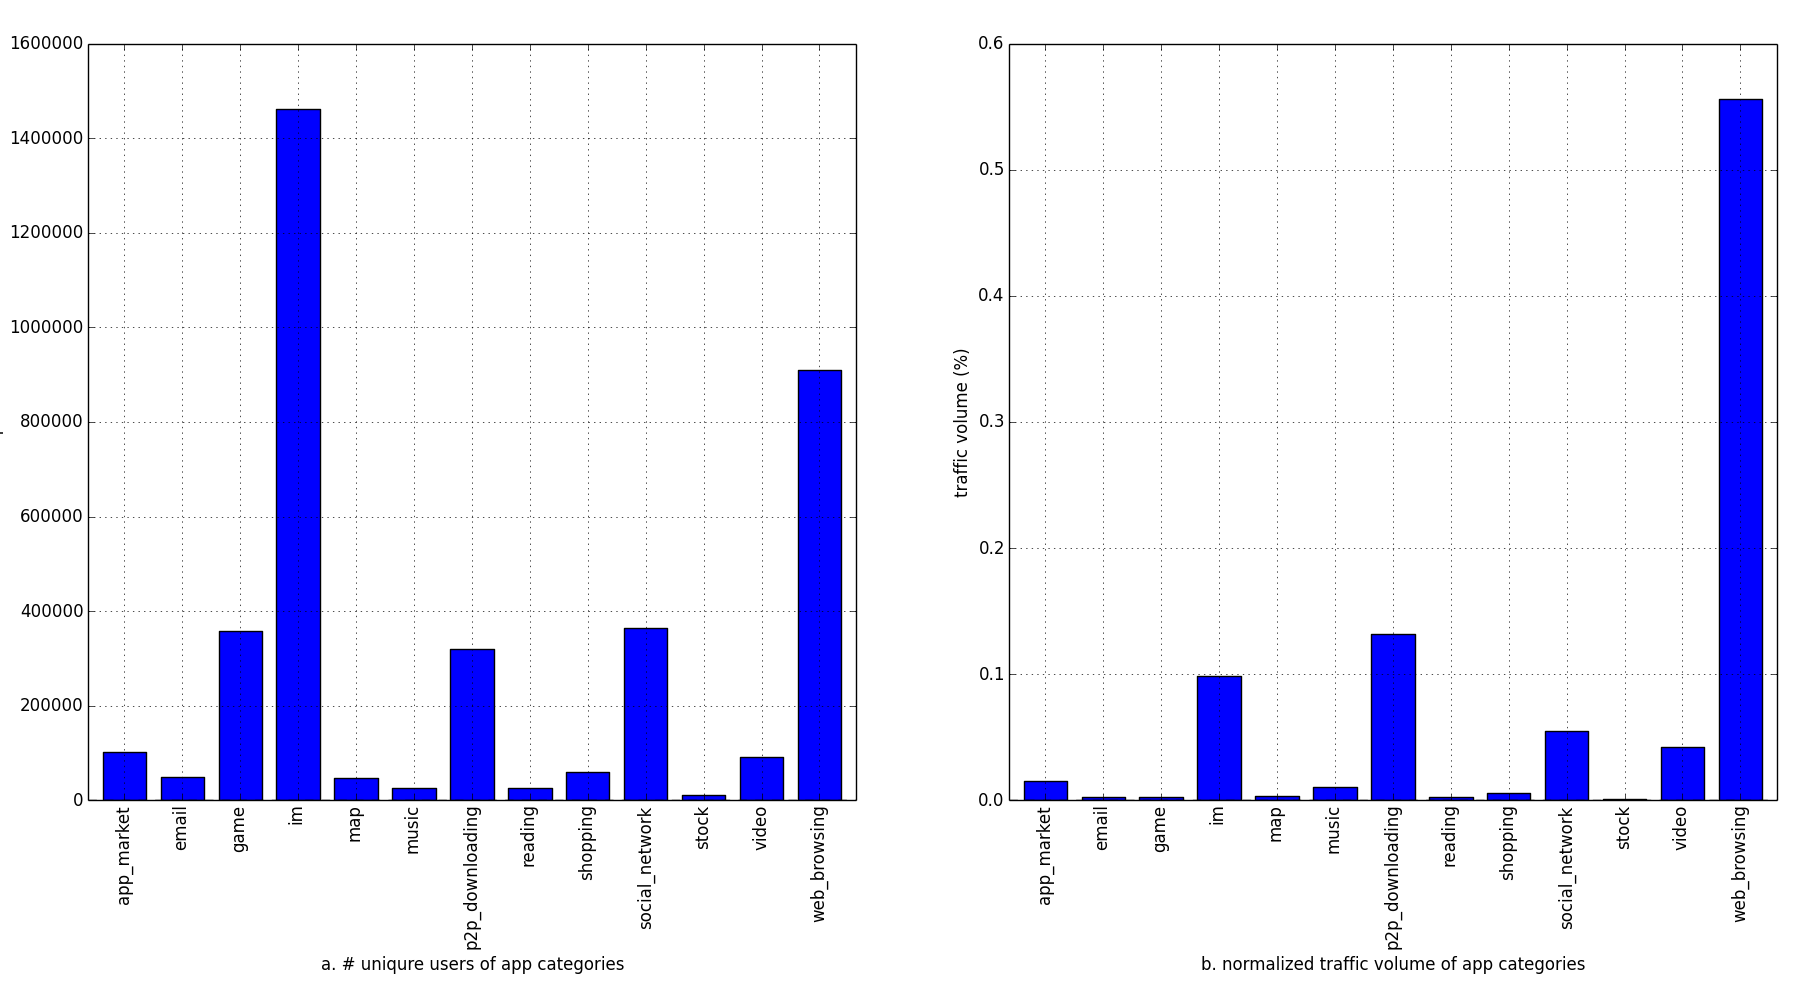 1600000
1400000
1200000
1000000
800000
600000
400000
200000
0
app_market
email
game
im
map
music
p2p_downloading
reading
shopping
social_network
stock
video
web_browsing
a. # uniqure users of app categories
traffic volume (%)
0.6
0.5
0.4
0.3
0.2
0.1
0.0
app_market
email
game
im
map
music
p2p_downloading
reading
shopping
social_network
stock
video
web_browsing
b. normalized traffic volume of app categories